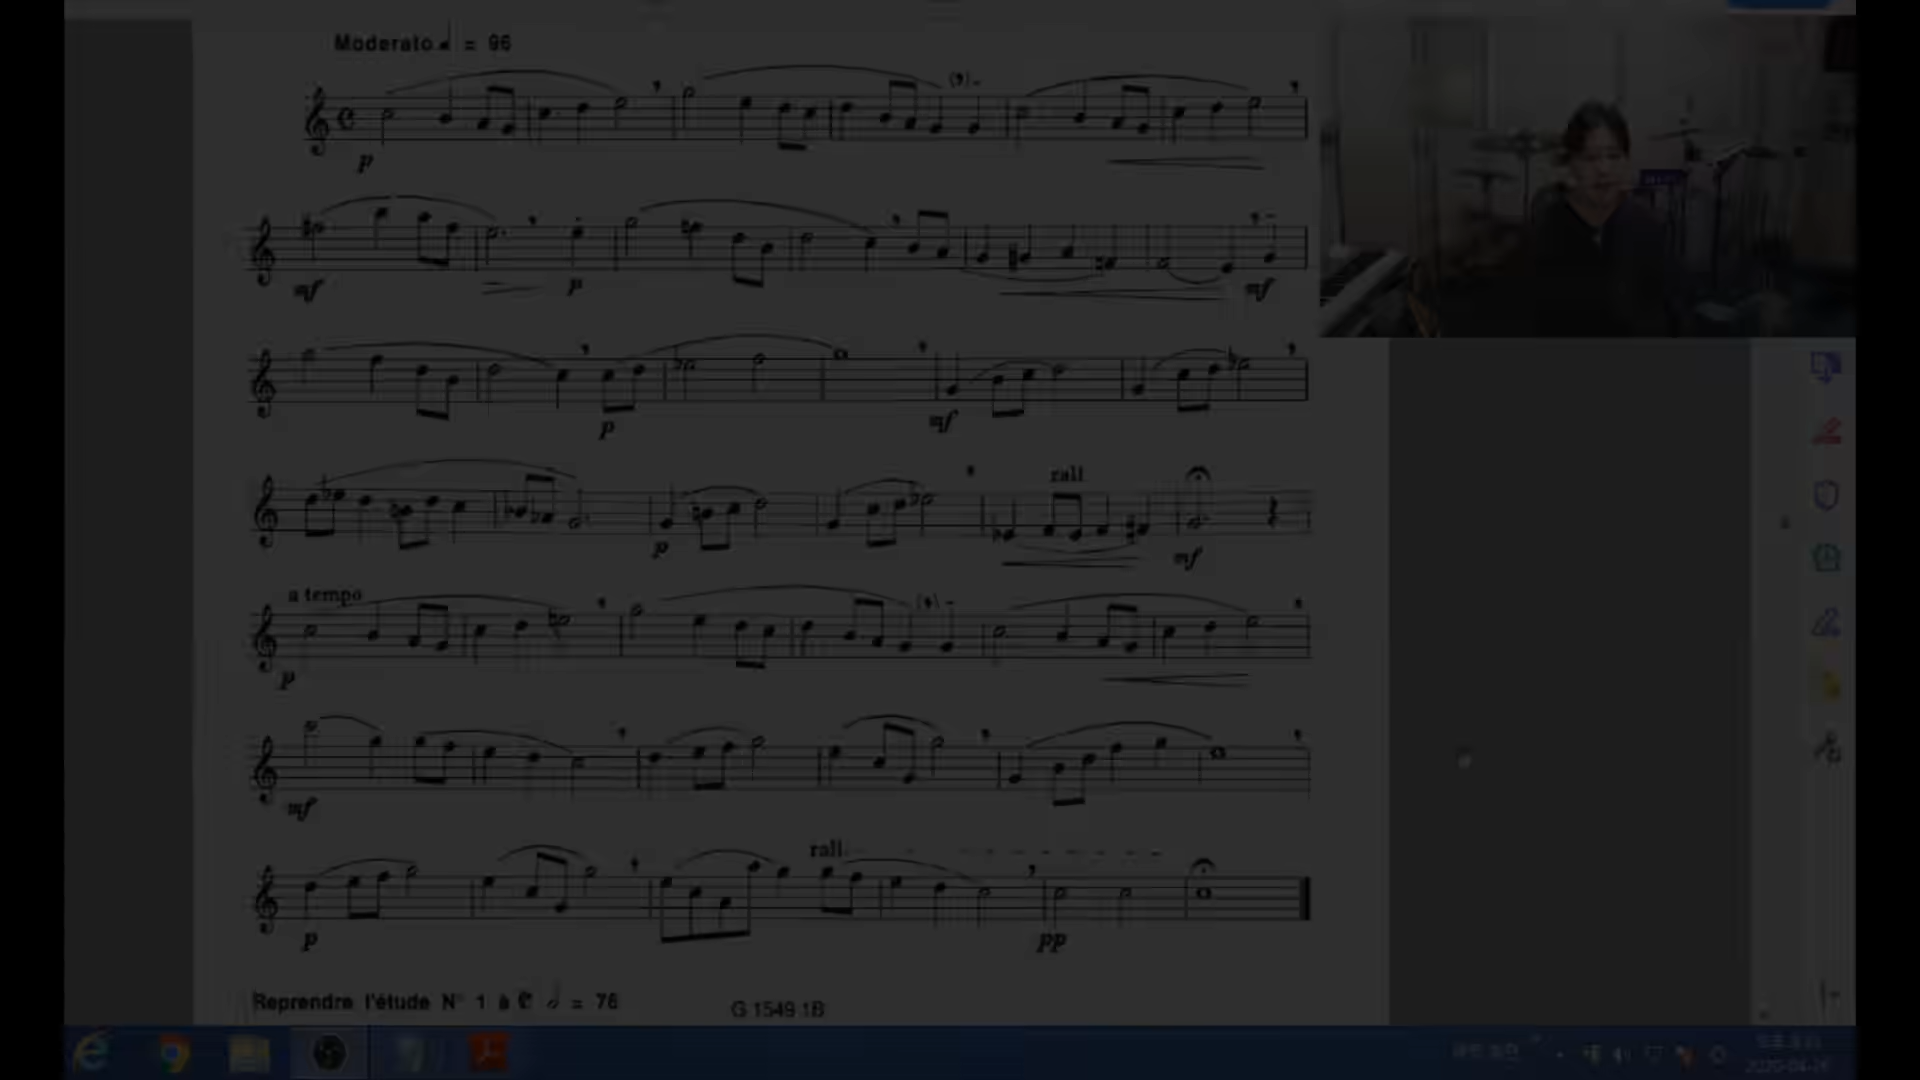 Moderato ♩ = 96
p
mf p mf
p mf
rall
p mf
a tempo
p
mf
rall
p pp
Reprendre l'étude N° 1 à 𝄵 𝅗𝅥 = 76
G 1549 1B